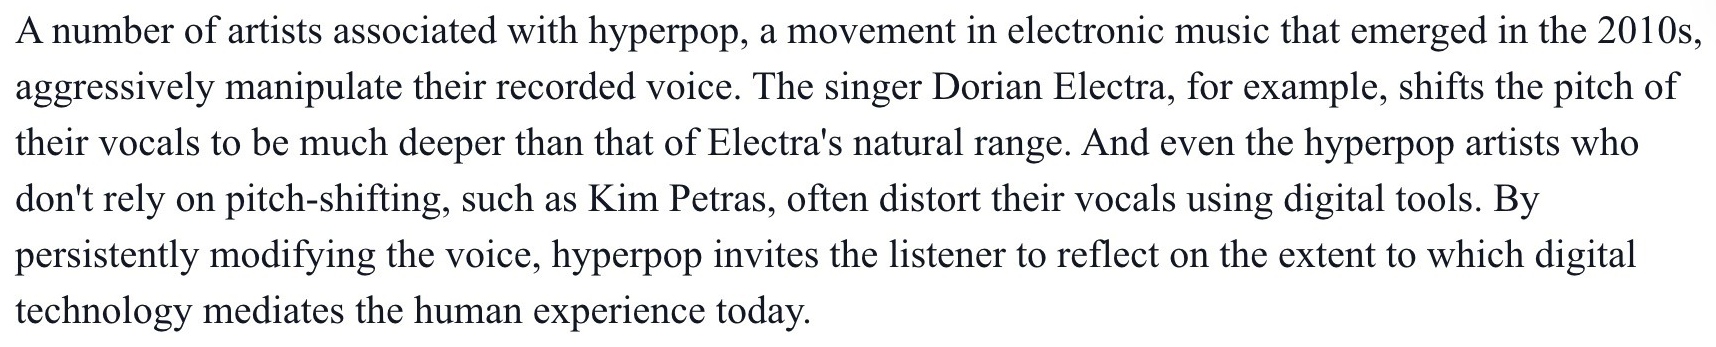 A number of artists associated with hyperpop, a movement in electronic music that emerged in the 2010s,
aggressively manipulate their recorded voice. The singer Dorian Electra, for example, shifts the pitch of
their vocals to be much deeper than that of Electra's natural range. And even the hyperpop artists who
don't rely on pitch-shifting, such as Kim Petras, often distort their vocals using digital tools. By
persistently modifying the voice, hyperpop invites the listener to reflect on the extent to which digital
technology mediates the human experience today.